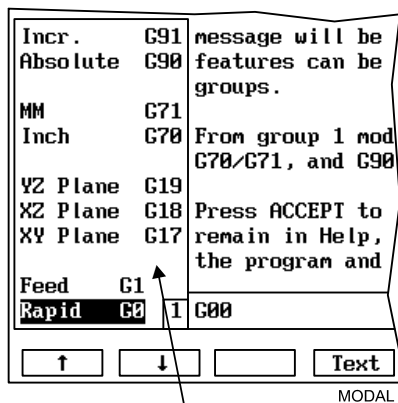 Incr. G91
Absolute G90
MM G71
Inch G70
YZ Plane G19
XZ Plane G18
XY Plane G17
Feed G1
Rapid G0
message will be
features can be
groups.
From group 1 mod
G70/G71, and G90
Press ACCEPT to
remain in Help,
the program and
1 G00
↑ ↓ Text
MODAL